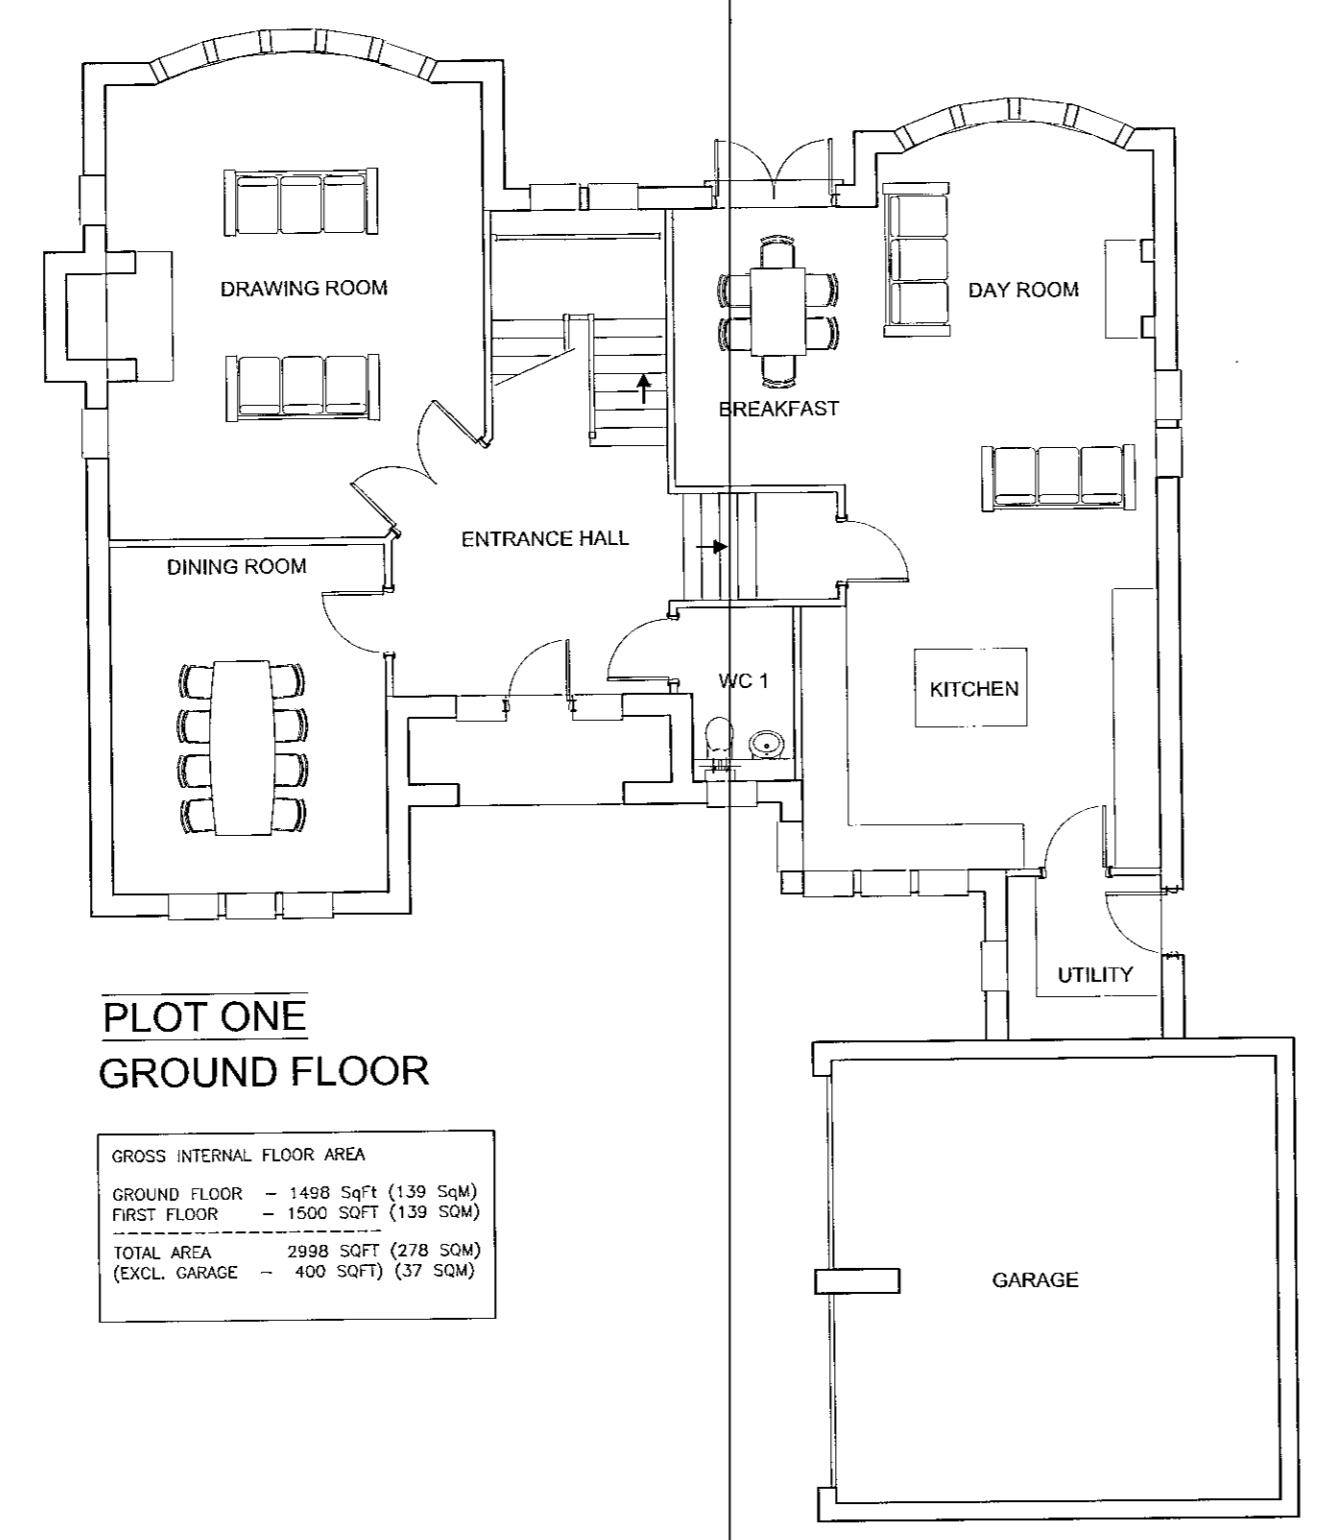 DRAWING ROOM
DAY ROOM
BREAKFAST
ENTRANCE HALL
DINING ROOM
WC 1
KITCHEN
UTILITY
PLOT ONE
GROUND FLOOR
GROSS INTERNAL FLOOR AREA
GROUND FLOOR - 1498 SqFt (139 SqM)
FIRST FLOOR - 1500 SQFT (139 SQM)
TOTAL AREA 2998 SQFT (278 SQM)
(EXCL. GARAGE - 400 SQFT) (37 SQM)
GARAGE